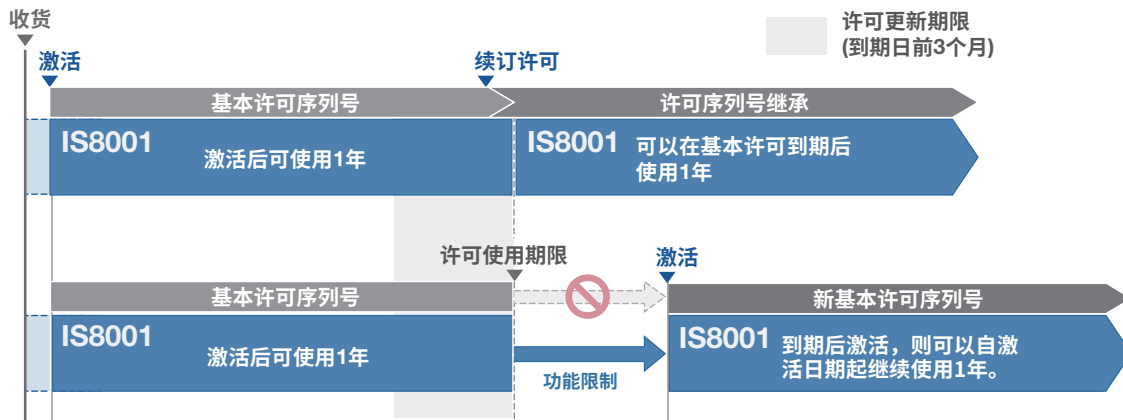 收货
许可更新期限
(到期日前3个月)
激活
续订许可
基本许可序列号
许可序列号继承
IS8001
激活后可使用1年
IS8001
可以在基本许可到期后
使用1年
许可使用期限
激活
基本许可序列号
新基本许可序列号
IS8001
激活后可使用1年
功能限制
IS8001
到期后激活，则可以自激
活日期起继续使用1年。